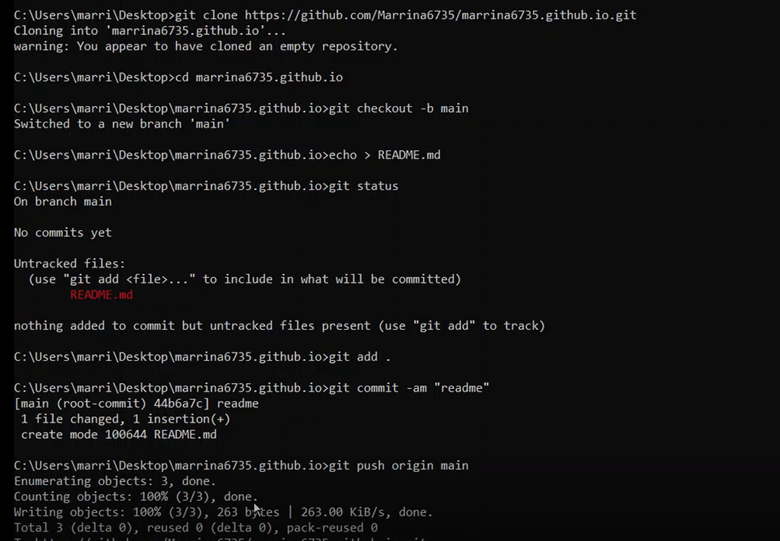 C:\Users\marri\Desktop>git clone https://github.com/Marrina6735/marrina6735.github.io.git
Cloning into 'marrina6735.github.io'...
warning: You appear to have cloned an empty repository.
C:\Users\marri\Desktop>cd marrina6735.github.io
C:\Users\marri\Desktop\marrina6735.github.io>git checkout -b main
Switched to a new branch 'main'
C:\Users\marri\Desktop\marrina6735.github.io>echo > README.md
C:\Users\marri\Desktop\marrina6735.github.io>git status
On branch main
No commits yet
Untracked files:
(use "git add <file>..." to include in what will be committed)
README.md
nothing added to commit but untracked files present (use "git add" to track)
C:\Users\marri\Desktop\marrina6735.github.io>git add .
C:\Users\marri\Desktop\marrina6735.github.io>git commit -am "readme"
[main (root-commit) 44b6a7c] readme
1 file changed, 1 insertion(+)
create mode 100644 README.md
C:\Users\marri\Desktop\marrina6735.github.io>git push origin main
Enumerating objects: 3, done.
Counting objects: 100% (3/3), done.
Writing objects: 100% (3/3), 263 bytes | 263.00 KiB/s, done.
Total 3 (delta 0), reused 0 (delta 0), pack-reused 0